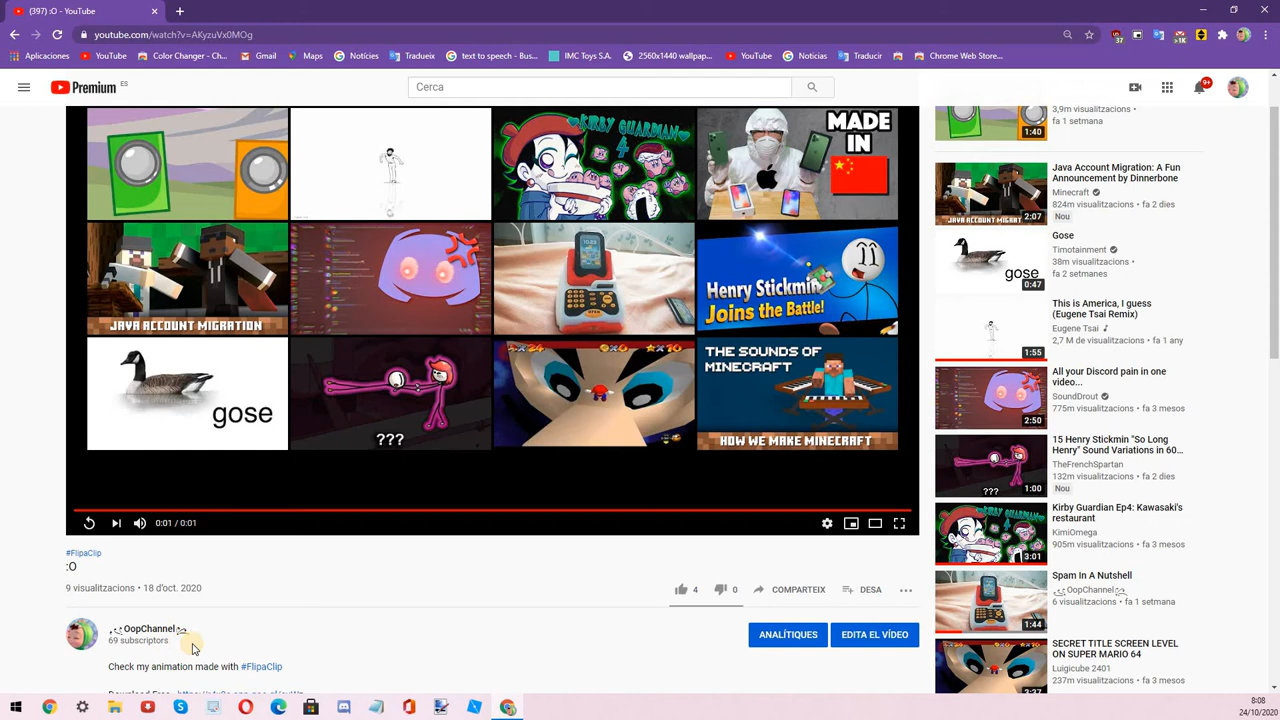 (397) :O - YouTube
youtube.com/watch?v=AKyzuVx0MOg
Aplicaciones
YouTube
Color Changer - Ch...
Gmail
Maps
Notícies
Tradueix
text to speech - Bu...
IMC Toys S.A.
2560x1440 wallpap...
YouTube
Noticias
Traducir
Chrome Web Store...
Premium ES
Cerca
9+
KIRBY GUARDIAN 4
MADE IN
JAVA ACCOUNT MIGRATION
Henry Stickmin
Joins the Battle!
gose
???
THE SOUNDS OF
MINECRAFT
HOW WE MAKE MINECRAFT
0:01 / 0:01
#FlipaClip
:O
9 visualitzacions • 18 d'oct. 2020
4
0
COMPARTEIX
DESA
OopChannel
69 subscriptors
ANALÍTIQUES
EDITA EL VÍDEO
Check my animation made with #FlipaClip
3,9m visualitzacions •
fa 1 setmana
1:40
Java Account Migration: A Fun
Announcement by Dinnerbone
Minecraft
824m visualitzacions • fa 2 dies
Nou
2:07
Gose
Timotainment
38m visualitzacions •
fa 2 setmanes
gose
0:47
This is America, I guess
(Eugene Tsai Remix)
Eugene Tsai
2,7 M de visualitzacions • fa 1 any
1:55
All your Discord pain in one
video...
SoundDrout
775m visualitzacions • fa 3 mesos
2:50
15 Henry Stickmin "So Long
Henry" Sound Variations in 60...
TheFrenchSpartan
132m visualitzacions • fa 2 dies
Nou
???
1:00
Kirby Guardian Ep4: Kawasaki's
restaurant
KimiOmega
905m visualitzacions • fa 3 mesos
3:01
Spam In A Nutshell
OopChannel
6 visualitzacions • fa 1 setmana
1:44
SECRET TITLE SCREEN LEVEL
ON SUPER MARIO 64
Luigicube 2401
237m visualitzacions • fa 3 mesos
3:37
8:08
24/10/2020